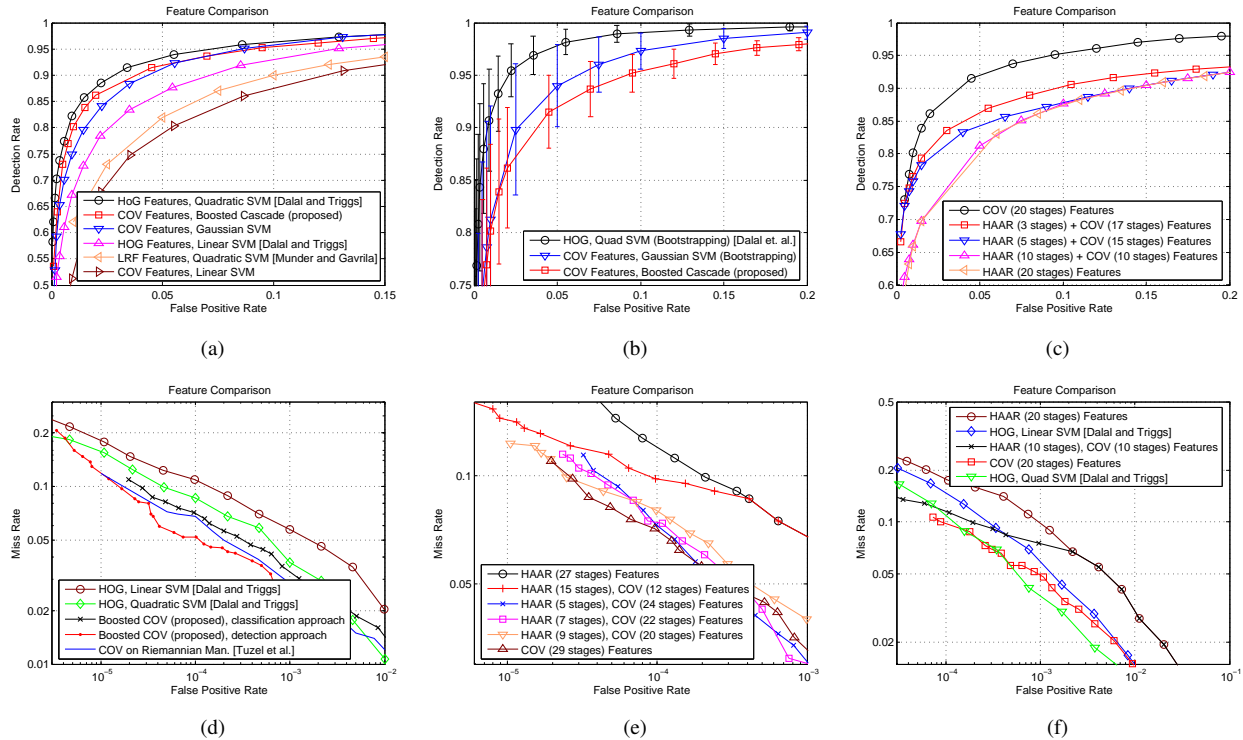 Feature Comparison
Detection Rate
1
0.95
0.9
0.85
0.8
0.75
0.7
0.65
0.6
0.55
0.5
HoG Features, Quadratic SVM [Dalal and Triggs]
COV Features, Boosted Cascade (proposed)
COV Features, Gaussian SVM
HOG Features, Linear SVM [Dalal and Triggs]
LRF Features, Quadratic SVM [Munder and Gavrila]
COV Features, Linear SVM
0 0.05 0.1 0.15
False Positive Rate
(a)
Feature Comparison
Detection Rate
1
0.95
0.9
0.85
0.8
0.75
HOG, Quad SVM (Bootstrapping) [Dalal et. al.]
COV Features, Gaussian SVM (Bootstrapping)
COV Features, Boosted Cascade (proposed)
0 0.05 0.1 0.15 0.2
False Positive Rate
(b)
Feature Comparison
Detection Rate
1
0.95
0.9
0.85
0.8
0.75
0.7
0.65
0.6
COV (20 stages) Features
HAAR (3 stages) + COV (17 stages) Features
HAAR (5 stages) + COV (15 stages) Features
HAAR (10 stages) + COV (10 stages) Features
HAAR (20 stages) Features
0 0.05 0.1 0.15 0.2
False Positive Rate
(c)
Feature Comparison
Miss Rate
0.2
0.1
0.05
0.02
0.01
HOG, Linear SVM [Dalal and Triggs]
HOG, Quadratic SVM [Dalal and Triggs]
Boosted COV (proposed), classification approach
Boosted COV (proposed), detection approach
COV on Riemannian Man. [Tuzel et al.]
10⁻⁵ 10⁻⁴ 10⁻³ 10⁻²
False Positive Rate
(d)
Feature Comparison
Miss Rate
0.1
0.05
HAAR (27 stages) Features
HAAR (15 stages), COV (12 stages) Features
HAAR (5 stages), COV (24 stages) Features
HAAR (7 stages), COV (22 stages) Features
HAAR (9 stages), COV (20 stages) Features
COV (29 stages) Features
10⁻⁵ 10⁻⁴ 10⁻³
False Positive Rate
(e)
Feature Comparison
Miss Rate
0.5
0.2
0.1
0.05
0.02
HAAR (20 stages) Features
HOG, Linear SVM [Dalal and Triggs]
HAAR (10 stages), COV (10 stages) Features
COV (20 stages) Features
HOG, Quad SVM [Dalal and Triggs]
10⁻⁴ 10⁻³ 10⁻² 10⁻¹
False Positive Rate
(f)